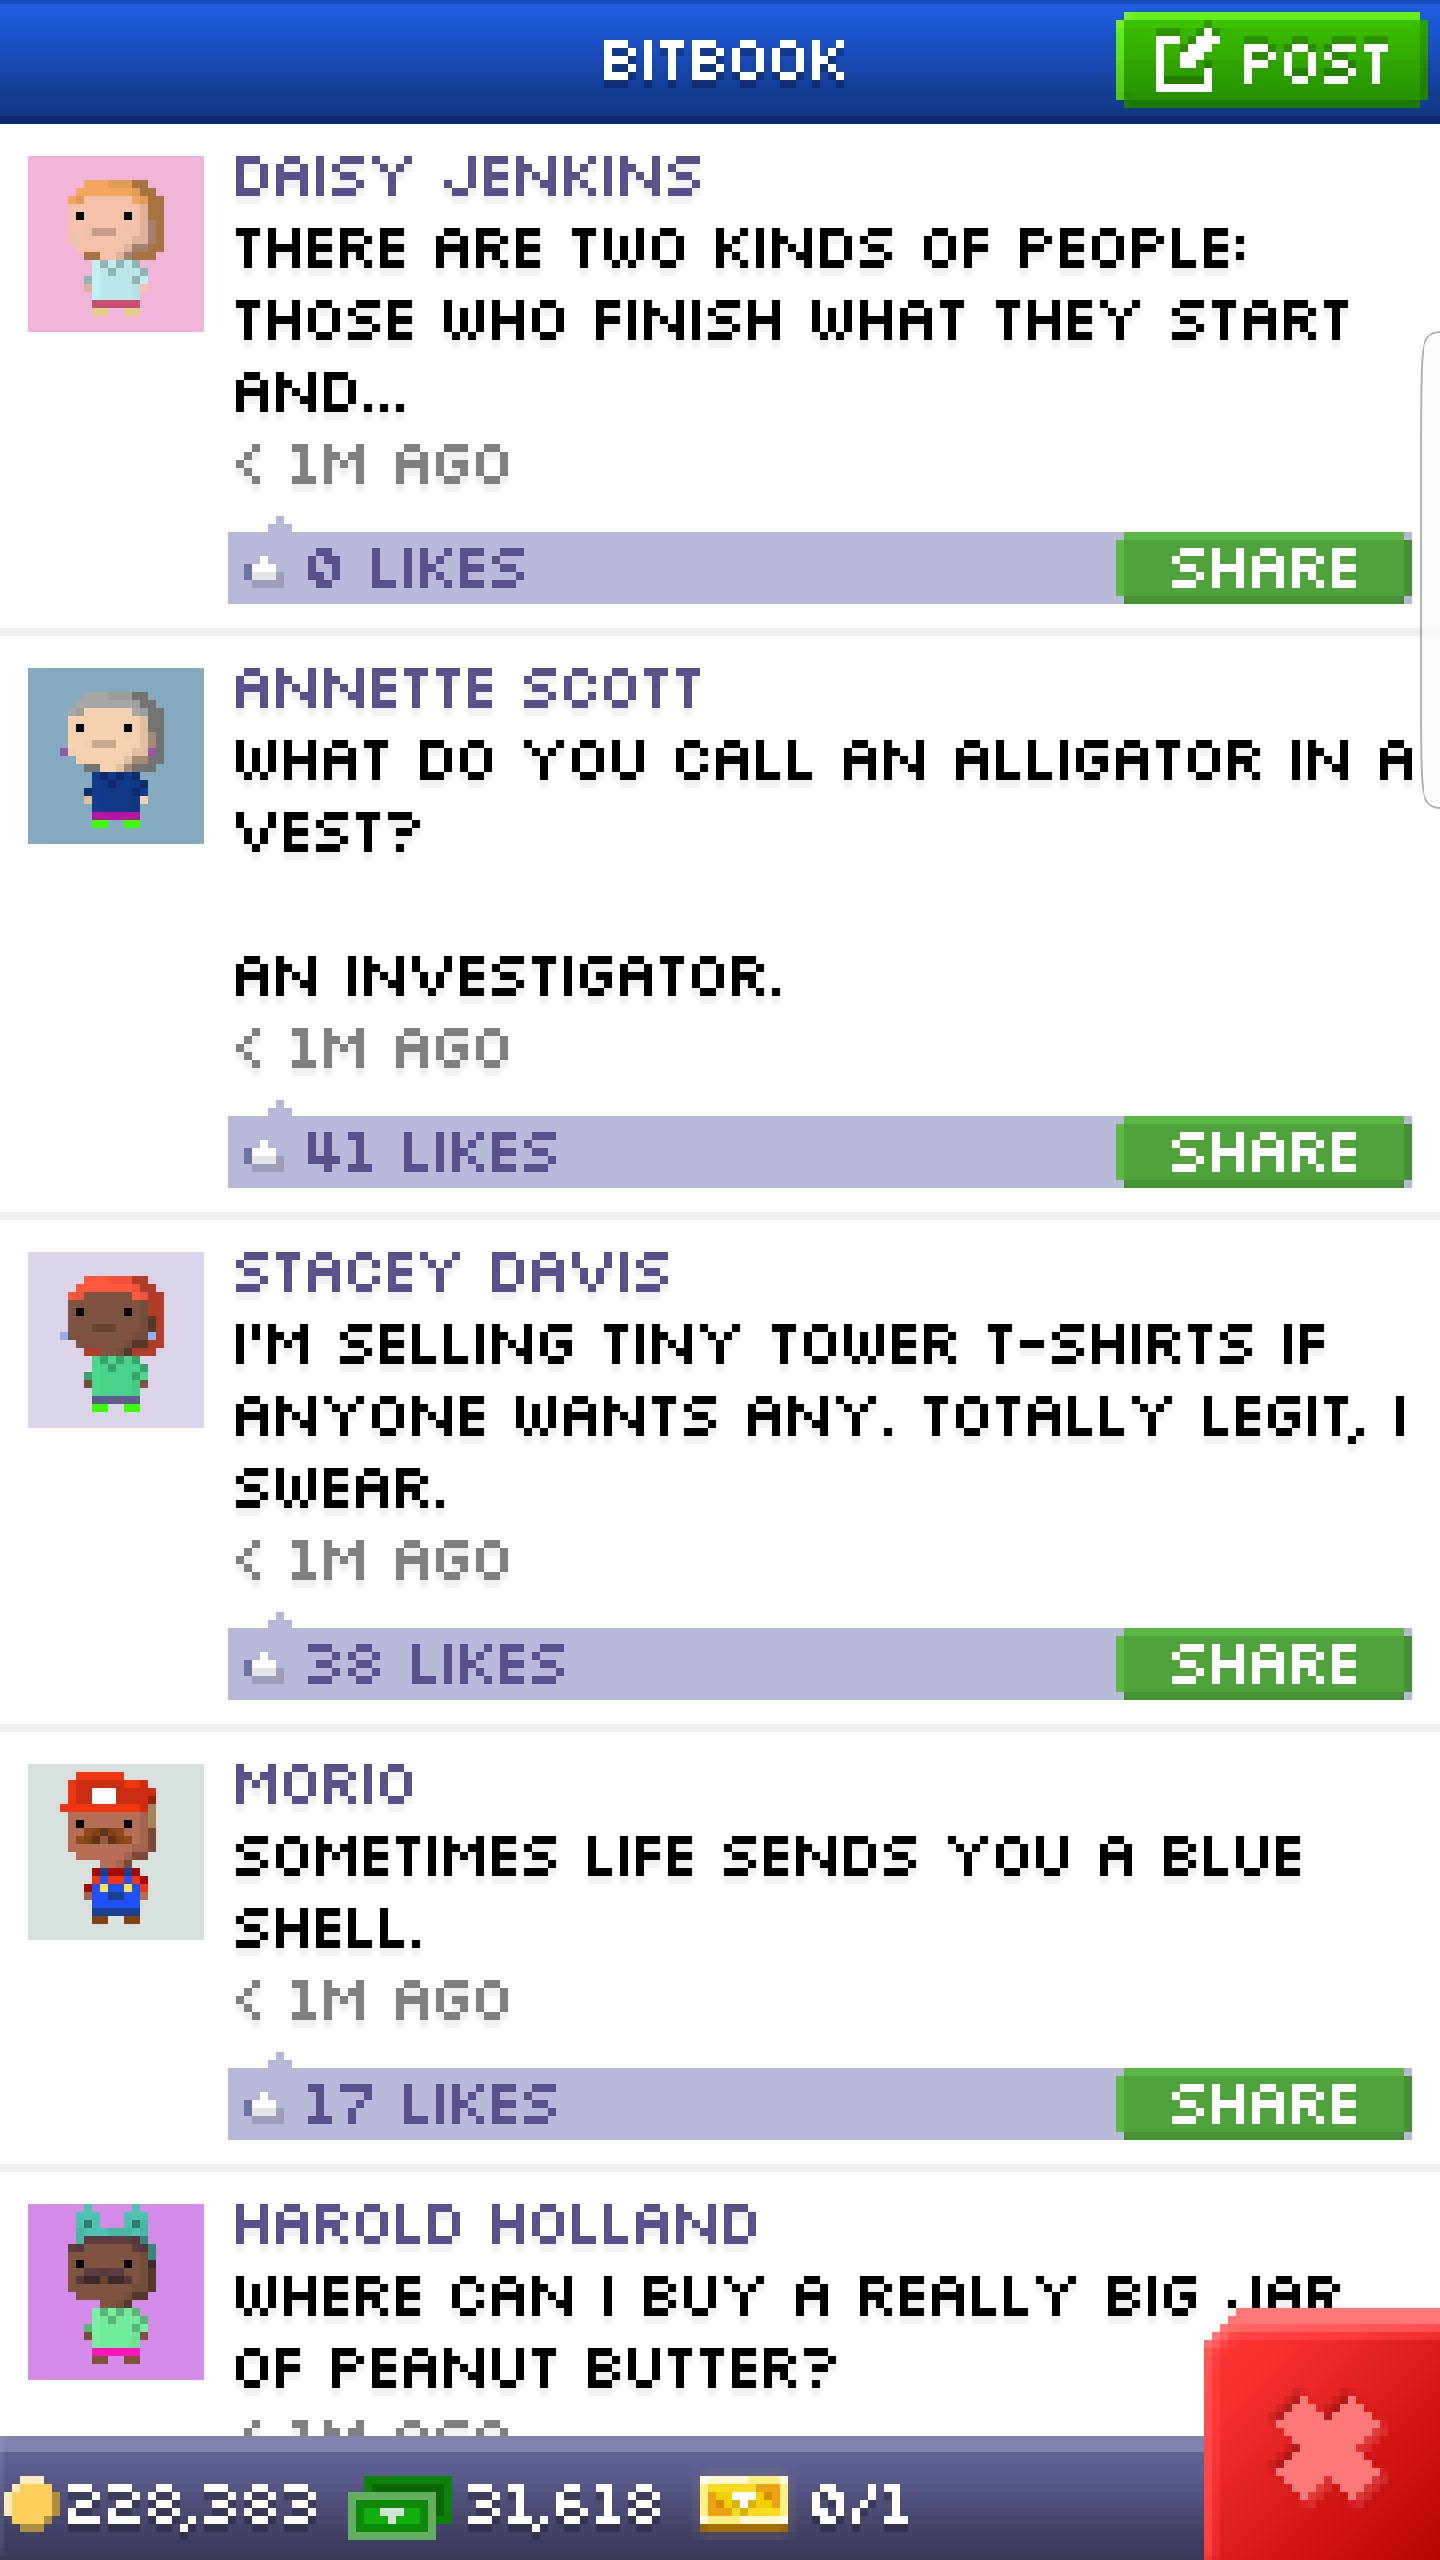 BITBOOK
POST
DAISY JENKINS
THERE ARE TWO KINDS OF PEOPLE:
THOSE WHO FINISH WHAT THEY START
AND...
< 1M AGO
0 LIKES
SHARE
ANNETTE SCOTT
WHAT DO YOU CALL AN ALLIGATOR IN A
VEST?
AN INVESTIGATOR.
< 1M AGO
41 LIKES
SHARE
STACEY DAVIS
I'M SELLING TINY TOWER T-SHIRTS IF
ANYONE WANTS ANY. TOTALLY LEGIT, I
SWEAR.
< 1M AGO
38 LIKES
SHARE
MORIO
SOMETIMES LIFE SENDS YOU A BLUE
SHELL.
< 1M AGO
17 LIKES
SHARE
HAROLD HOLLAND
WHERE CAN I BUY A REALLY BIG JAR
OF PEANUT BUTTER?
< 1M AGO
228,383 31,618 0/1